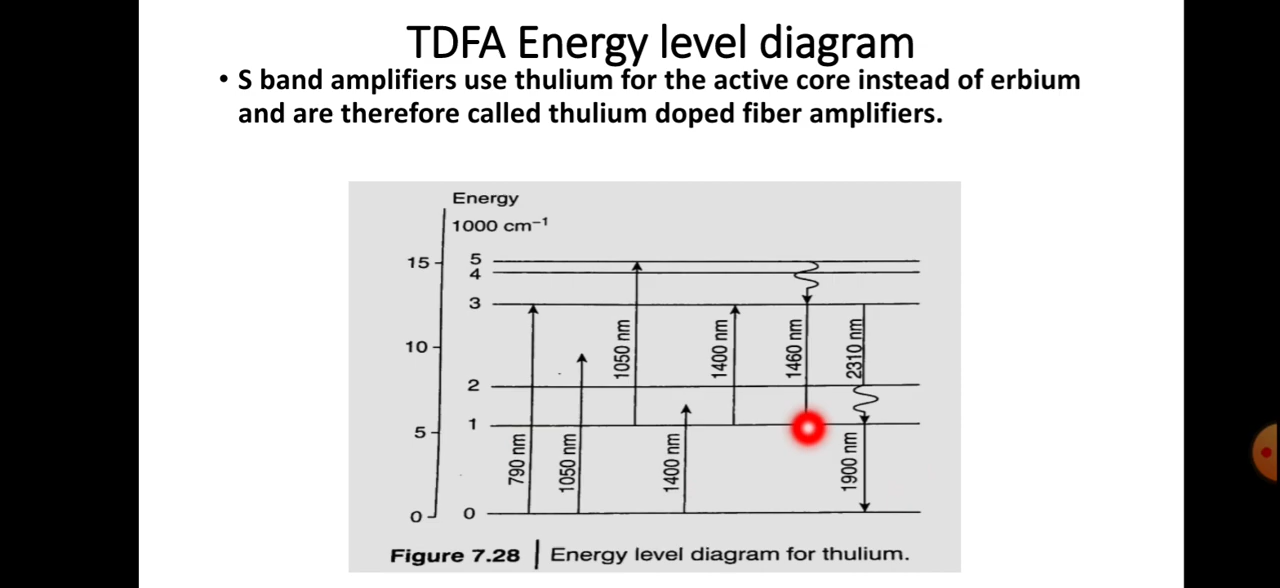 TDFA Energy level diagram
• S band amplifiers use thulium for the active core instead of erbium
and are therefore called thulium doped fiber amplifiers.
Energy
1000 cm⁻¹
15
5
4
3
10
2
1
5
0
0
790 nm
1050 nm
1050 nm
1400 nm
1400 nm
1460 nm
2310 nm
1900 nm
Figure 7.28 | Energy level diagram for thulium.